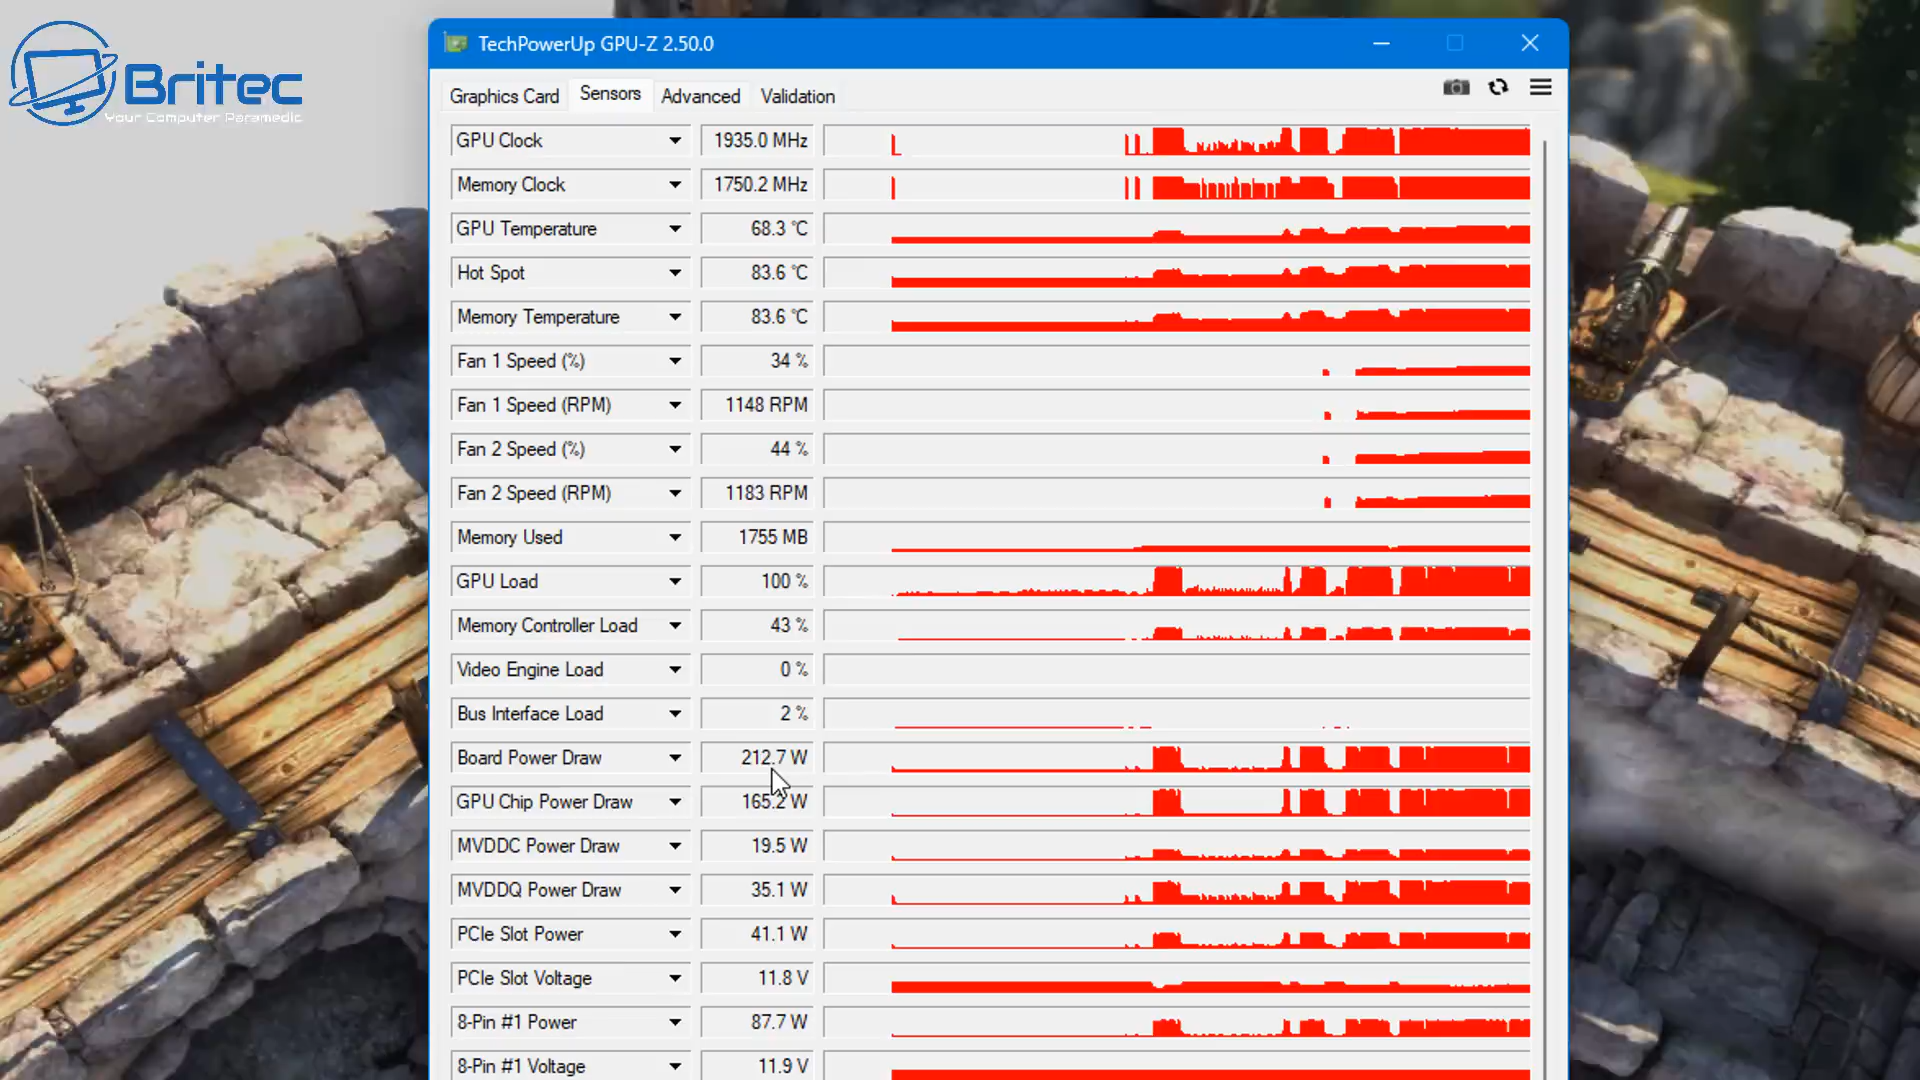 Britec
Your Computer Paramedic
TechPowerUp GPU-Z 2.50.0
Graphics Card Sensors Advanced Validation
GPU Clock 1935.0 MHz
Memory Clock 1750.2 MHz
GPU Temperature 68.3 °C
Hot Spot 83.6 °C
Memory Temperature 83.6 °C
Fan 1 Speed (%) 34 %
Fan 1 Speed (RPM) 1148 RPM
Fan 2 Speed (%) 44 %
Fan 2 Speed (RPM) 1183 RPM
Memory Used 1755 MB
GPU Load 100 %
Memory Controller Load 43 %
Video Engine Load 0 %
Bus Interface Load 2 %
Board Power Draw 212.7 W
GPU Chip Power Draw 165.2 W
MVDDC Power Draw 19.5 W
MVDDQ Power Draw 35.1 W
PCIe Slot Power 41.1 W
PCIe Slot Voltage 11.8 V
8-Pin #1 Power 87.7 W
8-Pin #1 Voltage 11.9 V